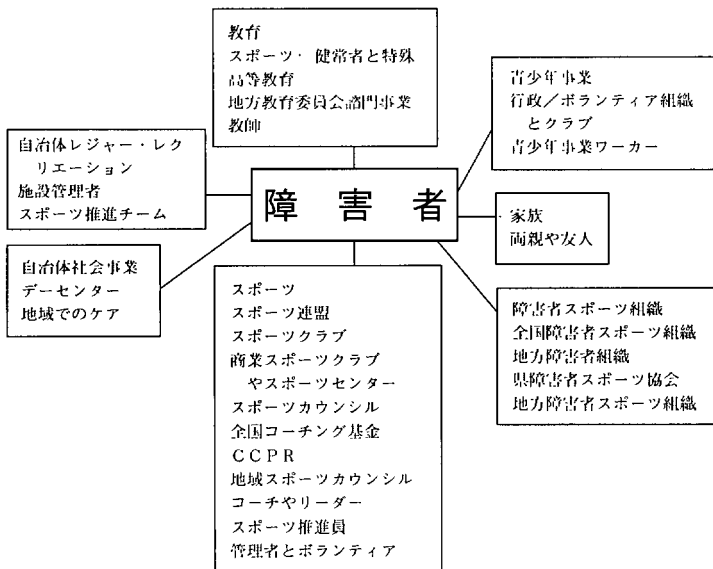 教育
スポーツ・健常者と特殊
高等教育
地方教育委員会諮問事業
教師
青少年事業
行政／ボランティア組織
とクラブ
青少年事業ワーカー
自治体レジャー・レク
リエーション
施設管理者
スポーツ推進チーム
障害者
家族
両親や友人
自治体社会事業
デーセンター
地域でのケア
スポーツ
スポーツ連盟
スポーツクラブ
商業スポーツクラブ
やスポーツセンター
スポーツカウンシル
全国コーチング基金
ＣＣＰＲ
地域スポーツカウンシル
コーチやリーダー
スポーツ推進員
管理者とボランティア
障害者スポーツ組織
全国障害者スポーツ組織
地方障害者組織
県障害者スポーツ協会
地方障害者スポーツ組織